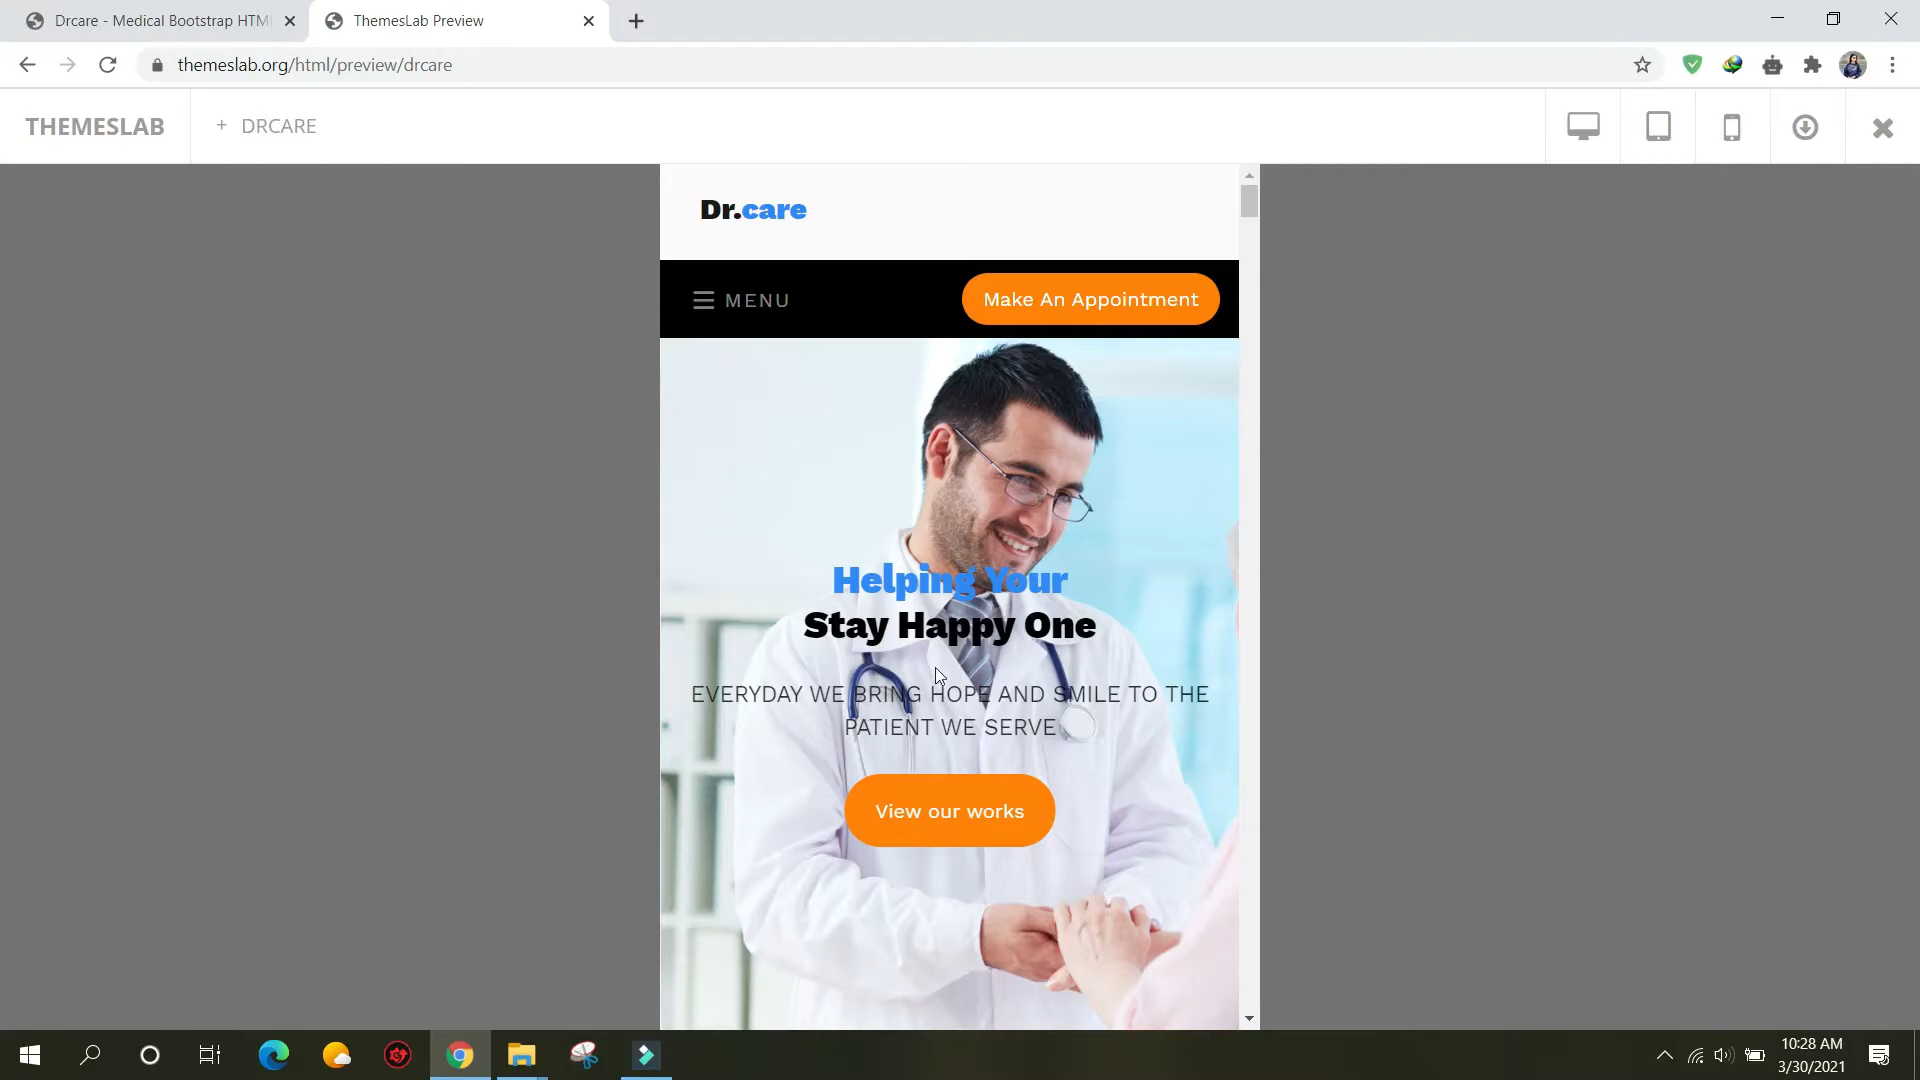 Drcare - Medical Bootstrap HTM
ThemesLab Preview
themeslab.org/html/preview/drcare
THEMESLAB
+ DRCARE
Dr.care
MENU
Make An Appointment
Helping Your
Stay Happy One
EVERYDAY WE BRING HOPE AND SMILE TO THE
PATIENT WE SERVE
View our works
10:28 AM
3/30/2021